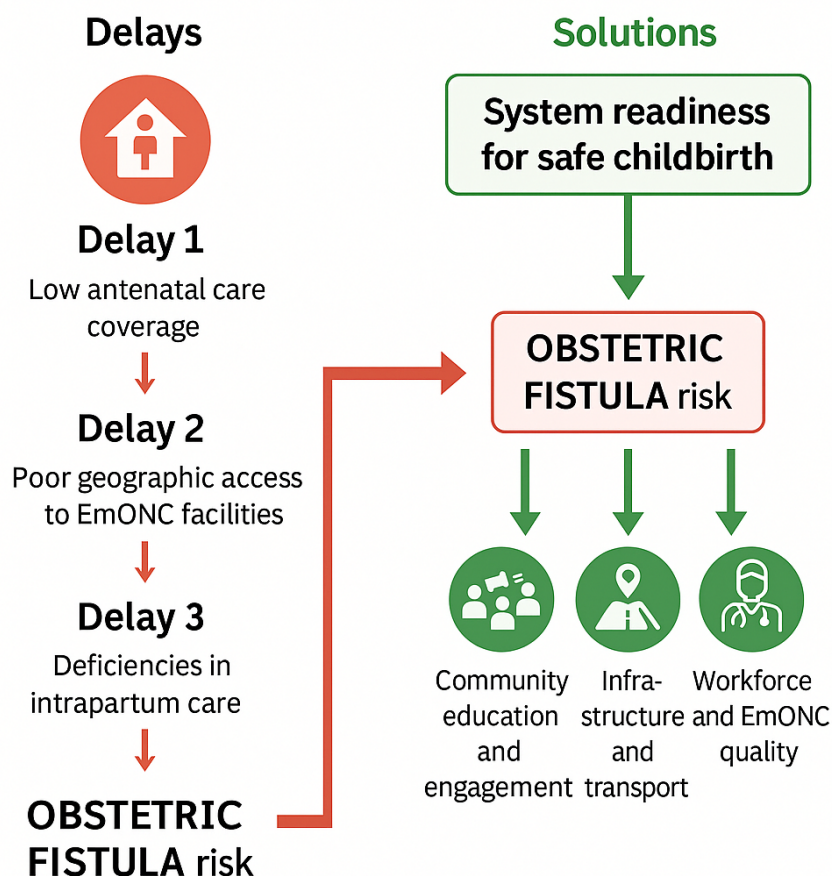 Delays
Delay 1
Low antenatal care
coverage
Delay 2
Poor geographic access
to EmONC facilities
Delay 3
Deficiencies in
intrapartum care
OBSTETRIC
FISTULA risk
Solutions
System readiness
for safe childbirth
OBSTETRIC
FISTULA risk
Community
education
and
engagement
Infra-
structure
and
transport
Workforce
and EmONC
quality